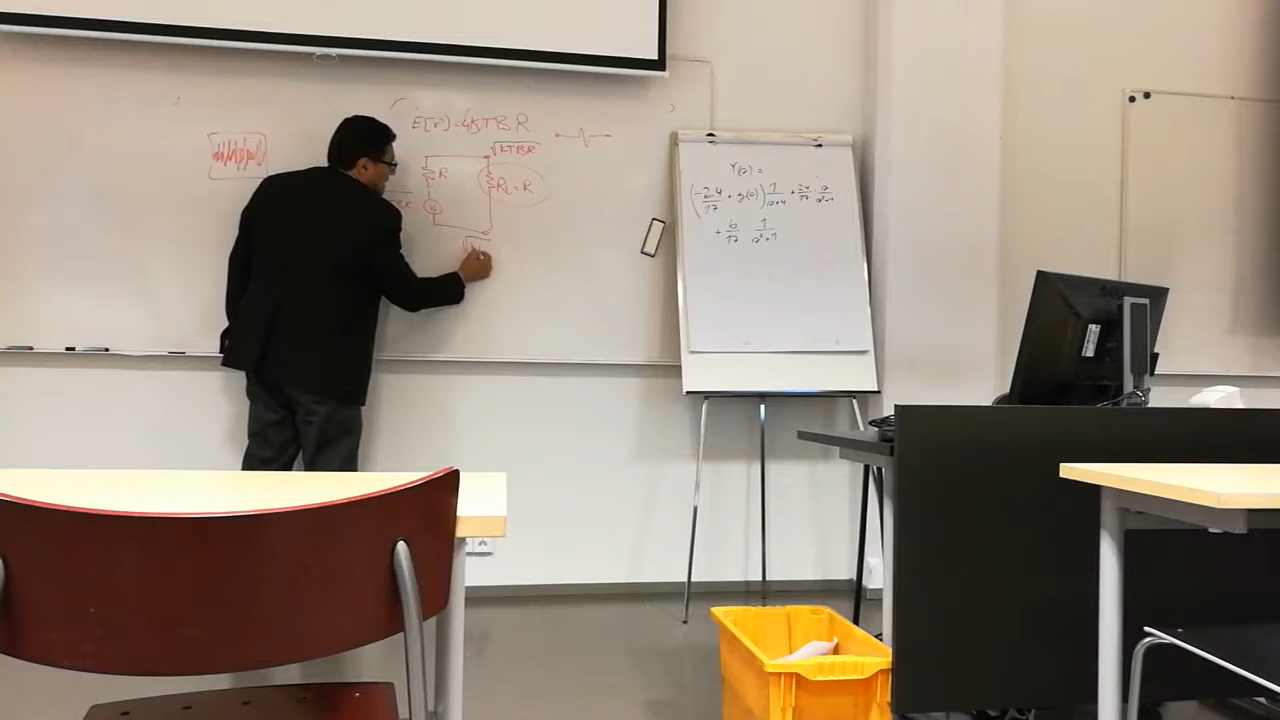 E[v²] = 4KTBR
√KTBR
R
R_L = R
Y(s) =
(-24/17 + y(0)) 1/(s+4) + 24/17 · s/(s²+1)
+ 6/17 1/(s²+1)